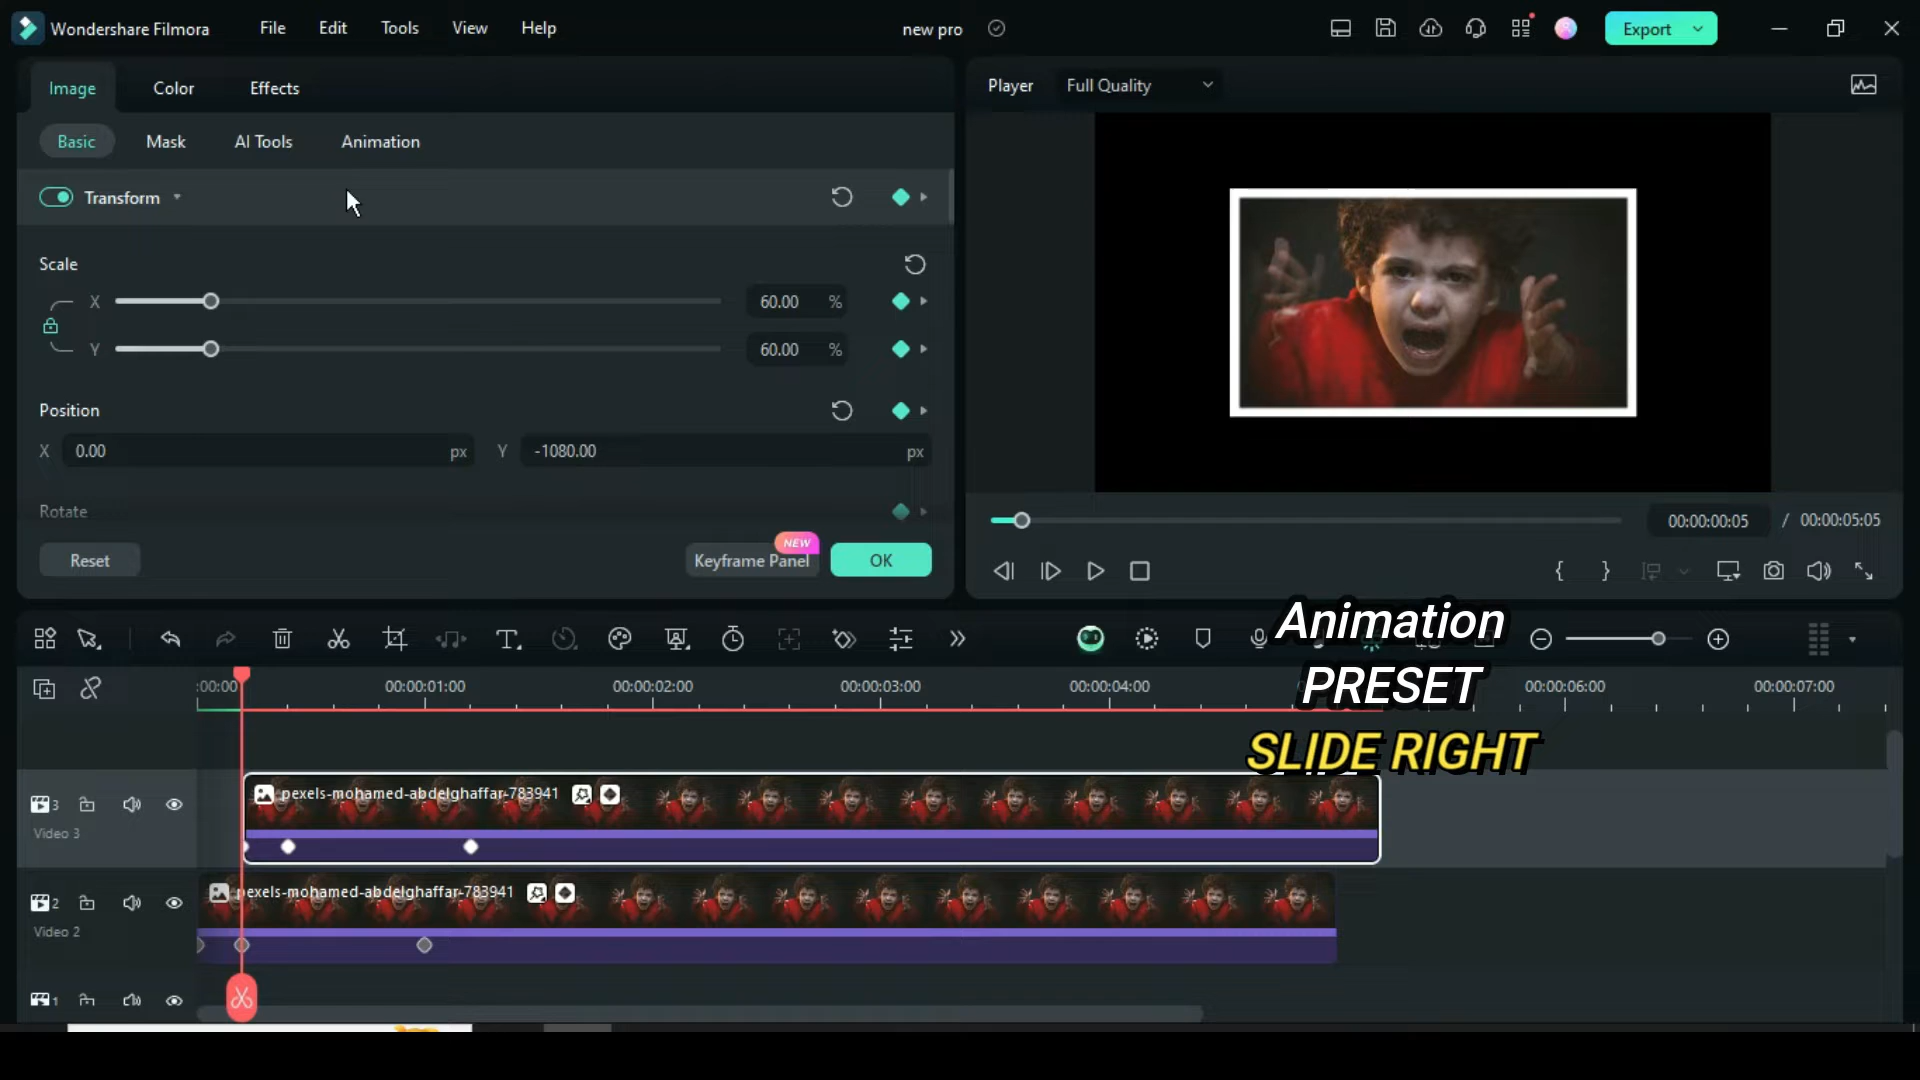 Wondershare Filmora
File
Edit
Tools
View
Help
new pro
Export
Image
Color
Effects
Player
Full Quality
Basic
Mask
AI Tools
Animation
Transform
Scale
X
60.00
%
Y
60.00
%
Position
X
0.00
px
Y
-1080.00
px
Rotate
00:00:00:05
/
00:00:05:05
Reset
NEW
Keyframe Panel
OK
Animation
PRESET
SLIDE RIGHT
:00:00
00:00:01:00
00:00:02:00
00:00:03:00
00:00:04:00
00:00:06:00
00:00:07:00
3
pexels-mohamed-abdelghaffar-783941
Video 3
2
pexels-mohamed-abdelghaffar-783941
Video 2
1